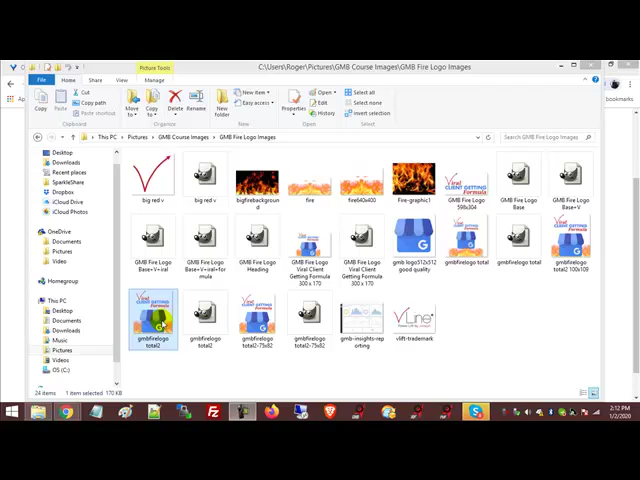 Picture Tools
C:\Users\Roger\Pictures\GMB Course Images\GMB Fire Logo Images
File
Home
Share
View
Manage
Copy
Paste
Cut
Copy path
Paste shortcut
Clipboard
Move to
Copy to
Delete
Rename
Organize
New folder
New item
Easy access
New
Properties
Open
Edit
History
Open
Select all
Select none
Invert selection
Select
This PC
Pictures
GMB Course Images
GMB Fire Logo Images
Search GMB Fire Logo Images
bookmarks
Desktop
Downloads
Recent places
SparkleShare
Dropbox
iCloud Drive
iCloud Photos
OneDrive
Documents
Pictures
Video
Homegroup
This PC
Desktop
Documents
Downloads
Music
Pictures
Videos
OS (C:)
big red v
big red v
bigfirebackgroun
d
fire
fire640x400
Fire-graphic1
GMB Fire Logo
598x304
GMB Fire Logo
Base
GMB Fire Logo
Base+V
GMB Fire Logo
Base+V+iral
GMB Fire Logo
Base+V+iral+for
mula
GMB Fire Logo
Heading
GMB Fire Logo
Viral Client
Getting Formula
300 x 170
GMB Fire Logo
Viral Client
Getting Formula
300 x 170
gmb logo512x512
good quality
gmbfirelogo total
gmbfirelogo total
gmbfirelogo
total2 100x109
gmbfirelogo
total2
gmbfirelogo
total2
gmbfirelogo
total2-75x82
gmbfirelogo
total2-75x82
gmb-insights-rep
orting
vlift-trademark
24 items
1 item selected 170 KB
2:12 PM
1/2/2020